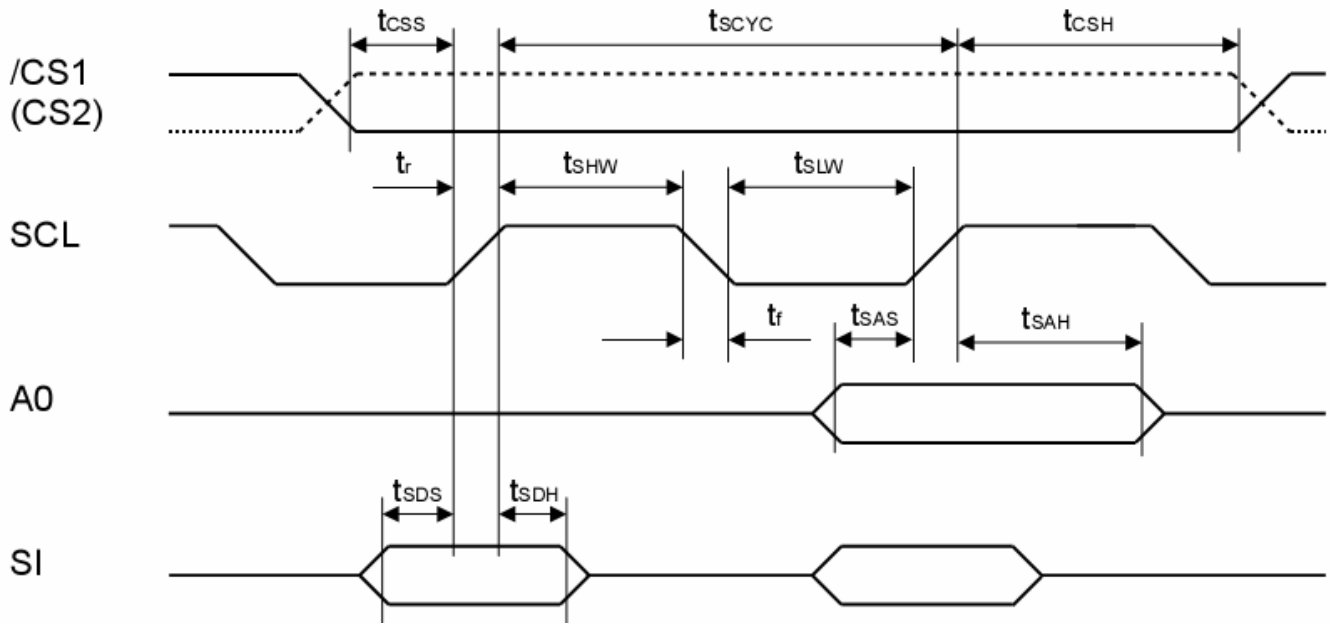 tCSS tSCYC tCSH
/CS1
(CS2)
tr tSHW tSLW
SCL
tf tSAS tSAH
A0
tSDS tSDH
SI